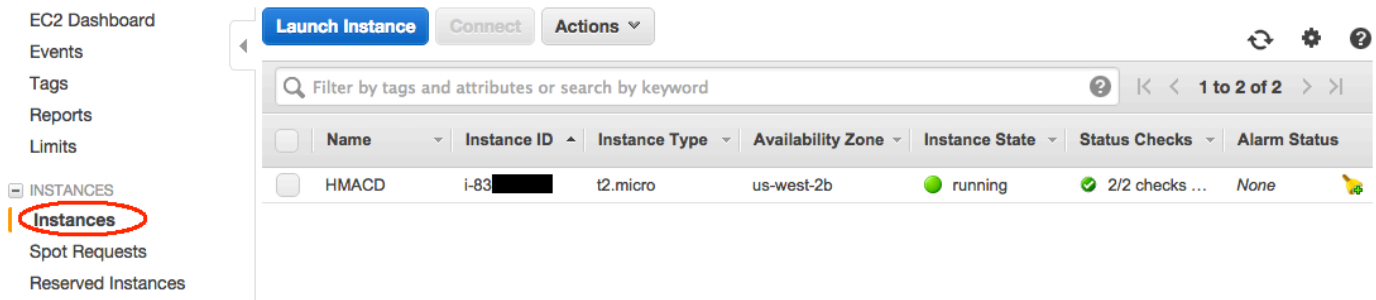 EC2 Dashboard
Events
Tags
Reports
Limits
INSTANCES
Instances
Spot Requests
Reserved Instances
Launch Instance Connect Actions
Filter by tags and attributes or search by keyword
1 to 2 of 2
Name Instance ID Instance Type Availability Zone Instance State Status Checks Alarm Status
HMACD i-83 t2.micro us-west-2b running 2/2 checks ... None